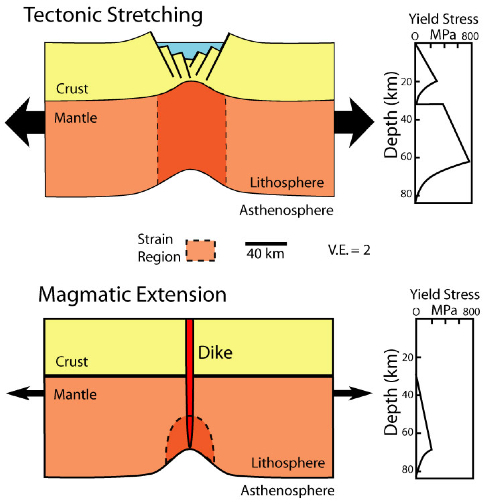 Tectonic Stretching
Yield Stress
O MPa 800
Crust
Mantle
Lithosphere
Asthenosphere
20
40
60
80
Depth (km)
Strain
Region
40 km
V.E. = 2
Magmatic Extension
Yield Stress
O MPa 800
Crust
Dike
Mantle
Lithosphere
Asthenosphere
20
40
60
80
Depth (km)